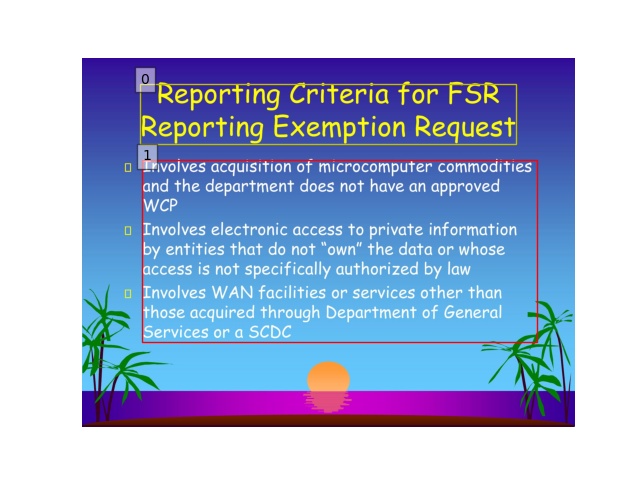 0
Reporting Criteria for FSR
Reporting Exemption Request
1
Involves acquisition of microcomputer commodities
and the department does not have an approved
WCP
Involves electronic access to private information
by entities that do not “own” the data or whose
access is not specifically authorized by law
Involves WAN facilities or services other than
those acquired through Department of General
Services or a SCDC